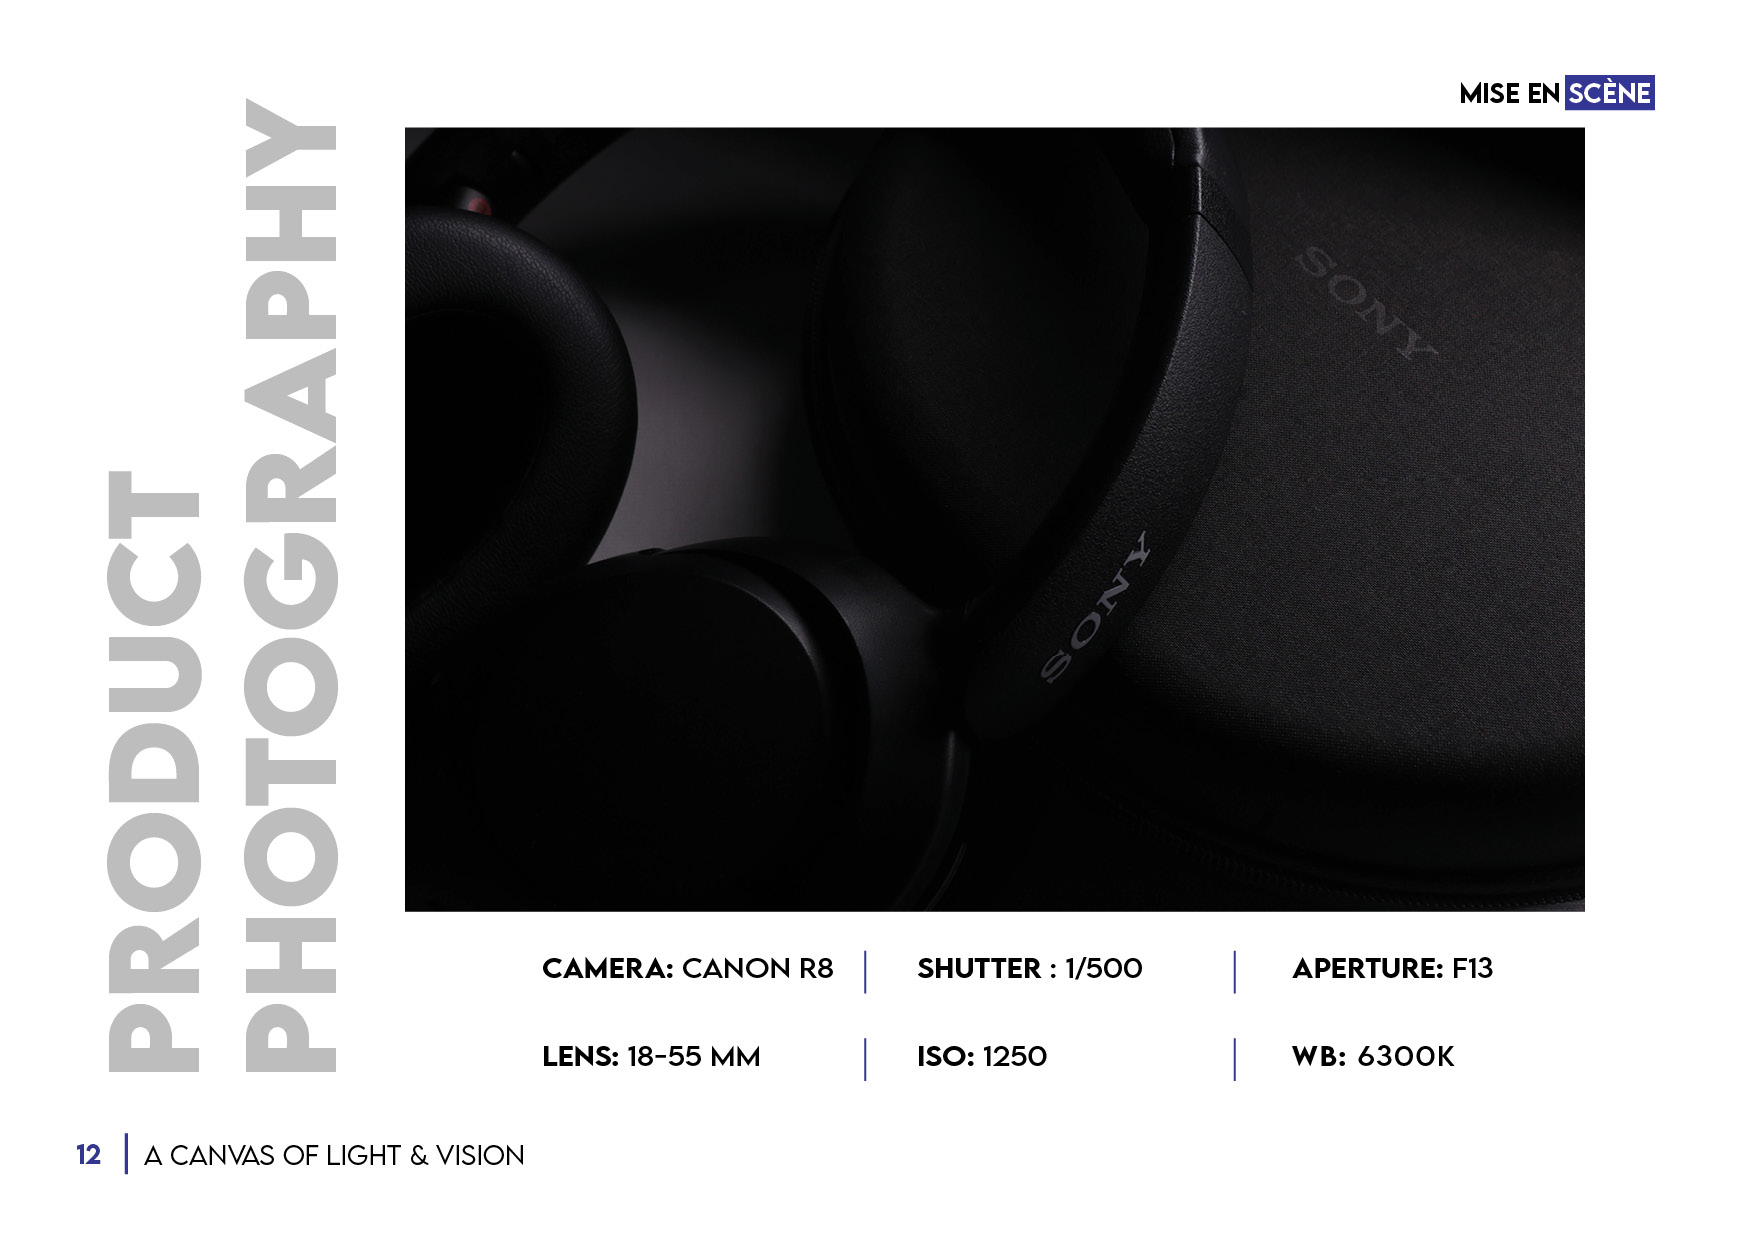 MISE EN SCÈNE
PRODUCT
PHOTOGRAPHY
SONY
SONY
CAMERA: CANON R8
SHUTTER : 1/500
APERTURE: F13
LENS: 18-55 MM
ISO: 1250
WB: 6300K
12
A CANVAS OF LIGHT & VISION